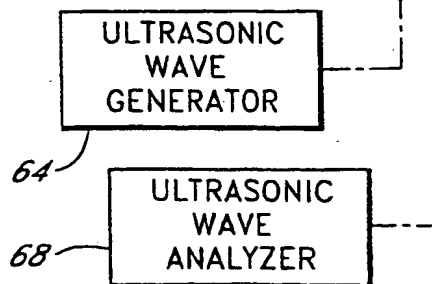 ULTRASONIC
WAVE
GENERATOR
64
ULTRASONIC
WAVE
ANALYZER
68